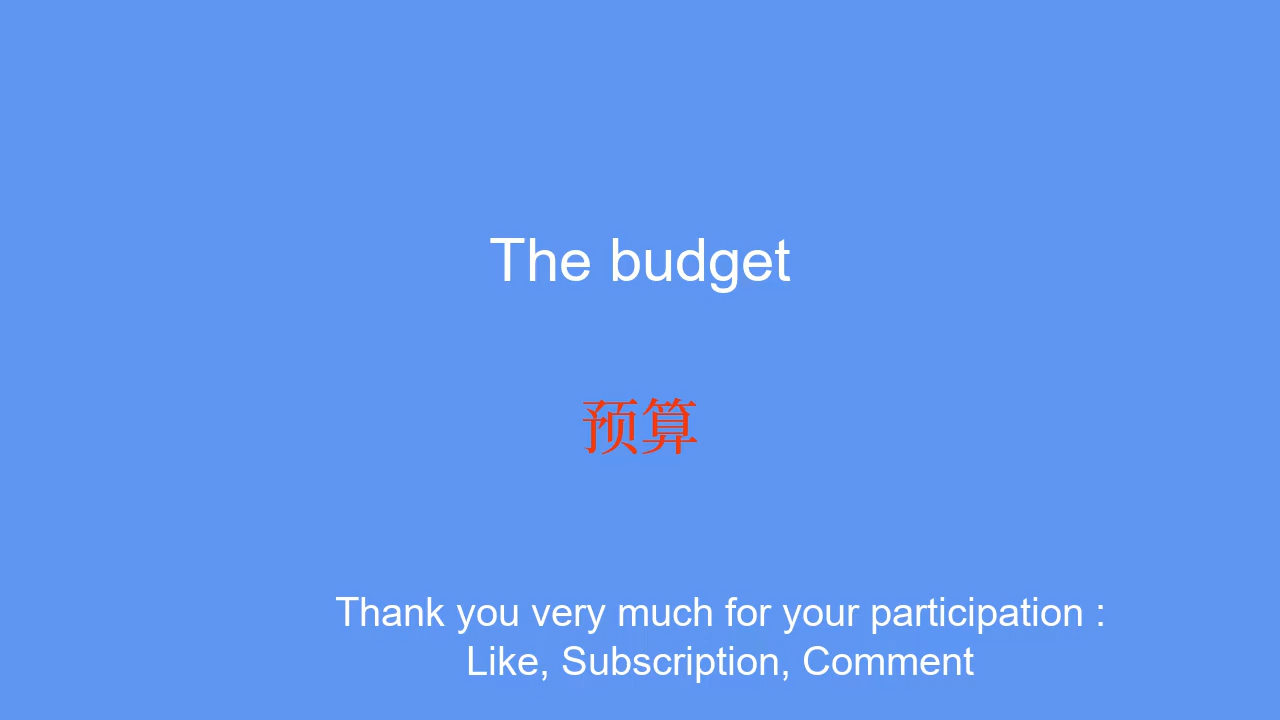 The budget
预算
Thank you very much for your participation :
Like, Subscription, Comment